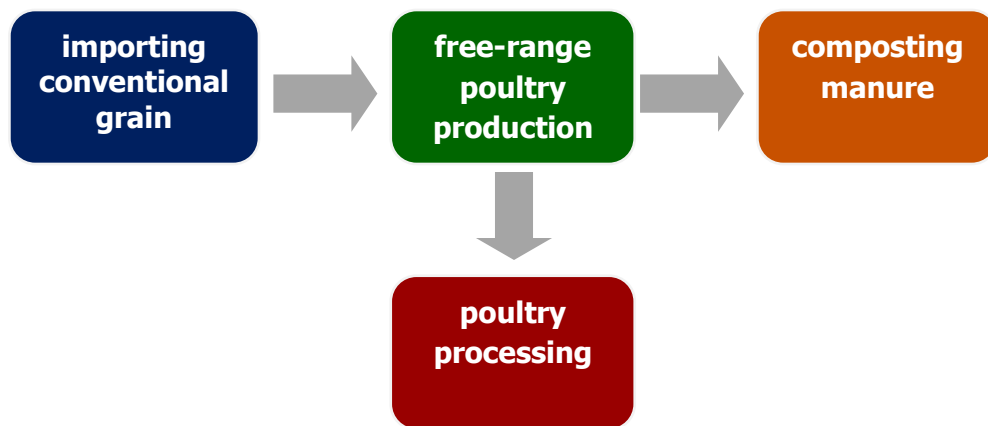 importing
conventional
grain
free-range
poultry
production
composting
manure
poultry
processing